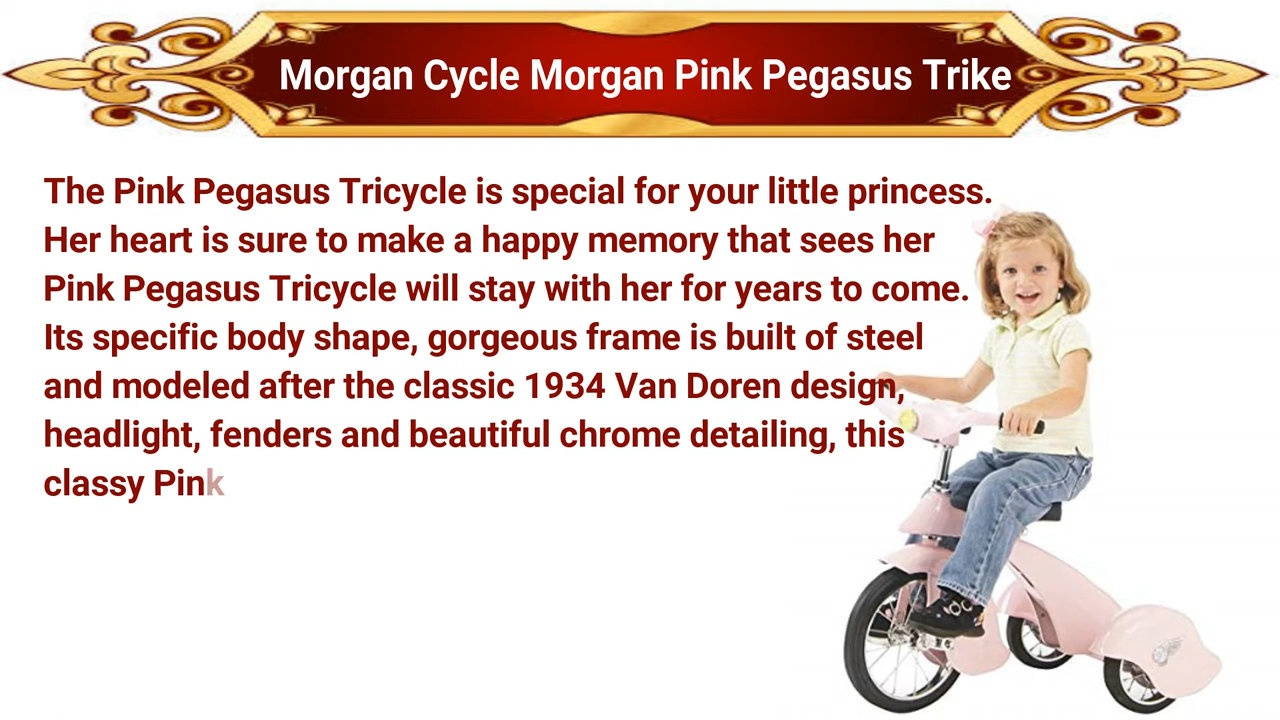 Morgan Cycle Morgan Pink Pegasus Trike
The Pink Pegasus Tricycle is special for your little princess.
Her heart is sure to make a happy memory that sees her
Pink Pegasus Tricycle will stay with her for years to come.
Its specific body shape, gorgeous frame is built of steel
and modeled after the classic 1934 Van Doren design,
headlight, fenders and beautiful chrome detailing, this
classy Pink